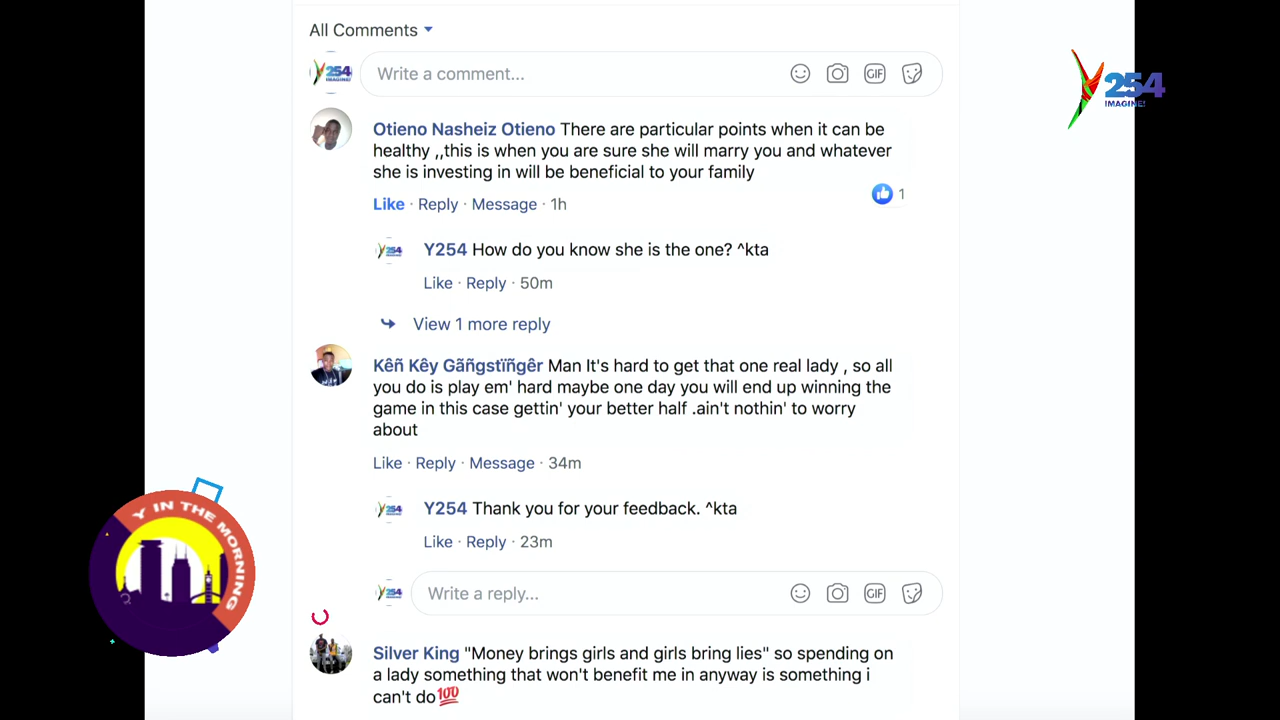 All Comments
254
IMAGINE!
Write a comment...
GIF
254
IMAGINE!
Otieno Nasheiz Otieno There are particular points when it can be
healthy ,,this is when you are sure she will marry you and whatever
she is investing in will be beneficial to your family
1
Like · Reply · Message · 1h
Y254 How do you know she is the one? ^kta
Like · Reply · 50m
View 1 more reply
Kêñ Kêy Gãñgstïñgêr Man It's hard to get that one real lady , so all
you do is play em' hard maybe one day you will end up winning the
game in this case gettin' your better half .ain't nothin' to worry
about
Like · Reply · Message · 34m
Y254 Thank you for your feedback. ^kta
Like · Reply · 23m
Write a reply...
GIF
Y IN THE MORNING
Silver King "Money brings girls and girls bring lies" so spending on
a lady something that won't benefit me in anyway is something i
can't do💯